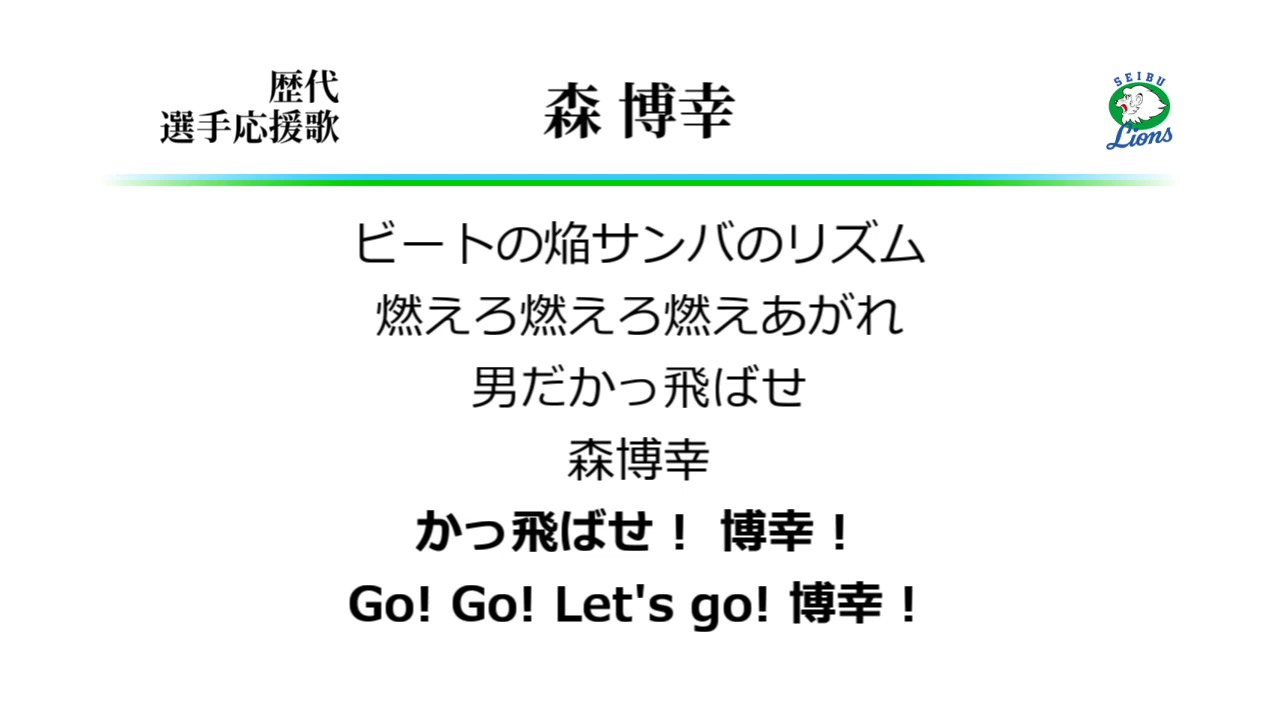 歴代
選手応援歌
森 博幸
SEIBU
Lions
ビートの焔サンバのリズム
燃えろ燃えろ燃えあがれ
男だかっ飛ばせ
森博幸
かっ飛ばせ！ 博幸！
Go! Go! Let's go! 博幸！